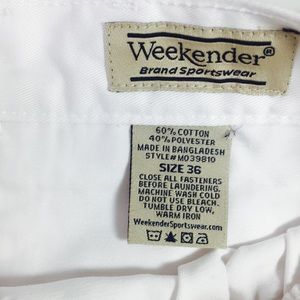 Weekender®
Brand Sportswear
60% COTTON
40% POLYESTER
MADE IN BANGLADESH
STYLE#MO39810
SIZE 36
CLOSE ALL FASTENERS
BEFORE LAUNDERING.
MACHINE WASH COLD
DO NOT USE BLEACH.
TUMBLE DRY LOW,
WARM IRON
WeekenderSportswear.com